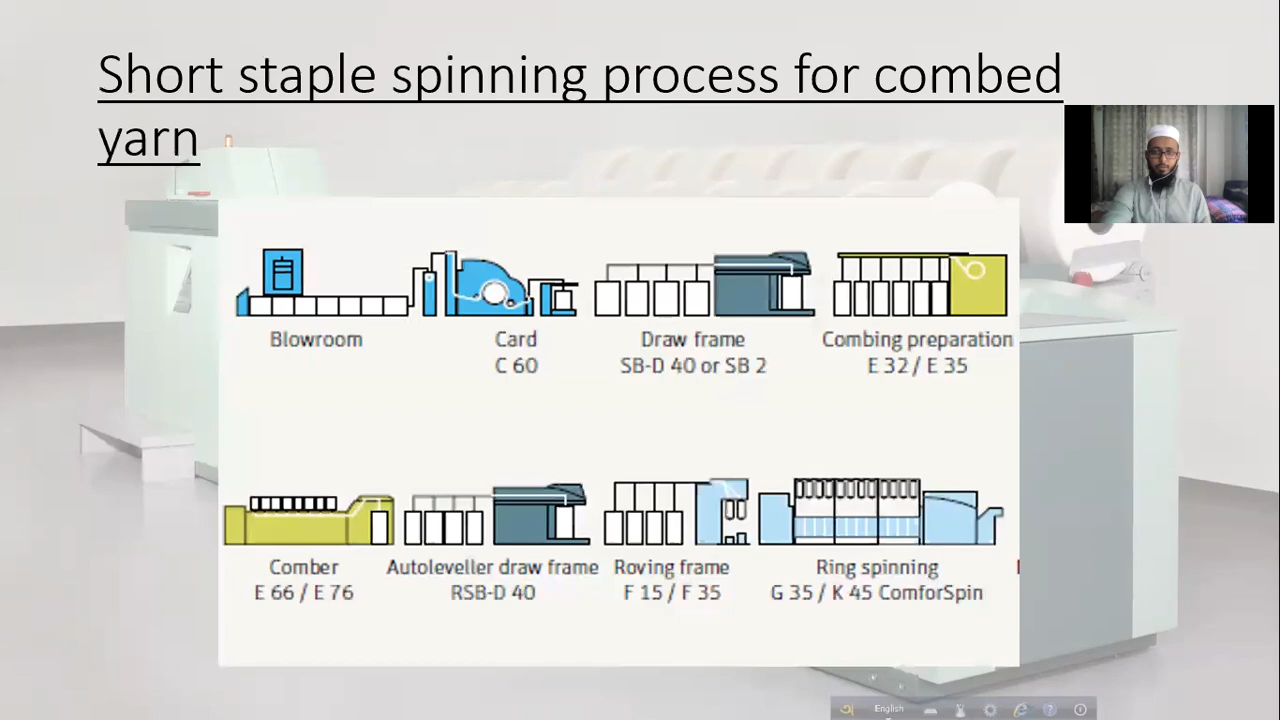 Short staple spinning process for combed
yarn
Blowroom
Card
C 60
Draw frame
SB-D 40 or SB 2
Combing preparation
E 32 / E 35
Comber
E 66 / E 76
Autoleveller draw frame
RSB-D 40
Roving frame
F 15 / F 35
Ring spinning
G 35 / K 45 ComforSpin
English